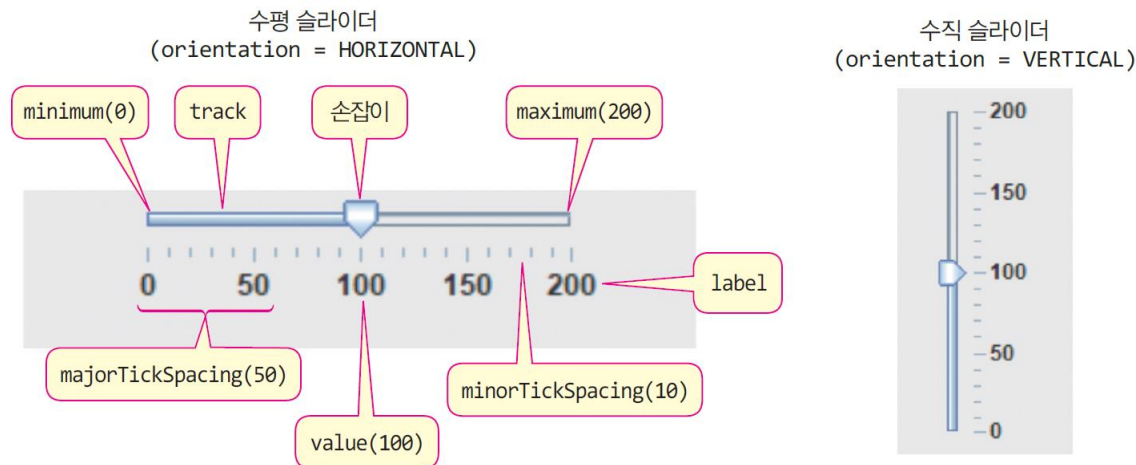 수평 슬라이더
(orientation = HORIZONTAL)
minimum(0)
track
손잡이
maximum(200)
0 50 100 150 200
label
majorTickSpacing(50)
value(100)
minorTickSpacing(10)
수직 슬라이더
(orientation = VERTICAL)
200
150
100
50
0